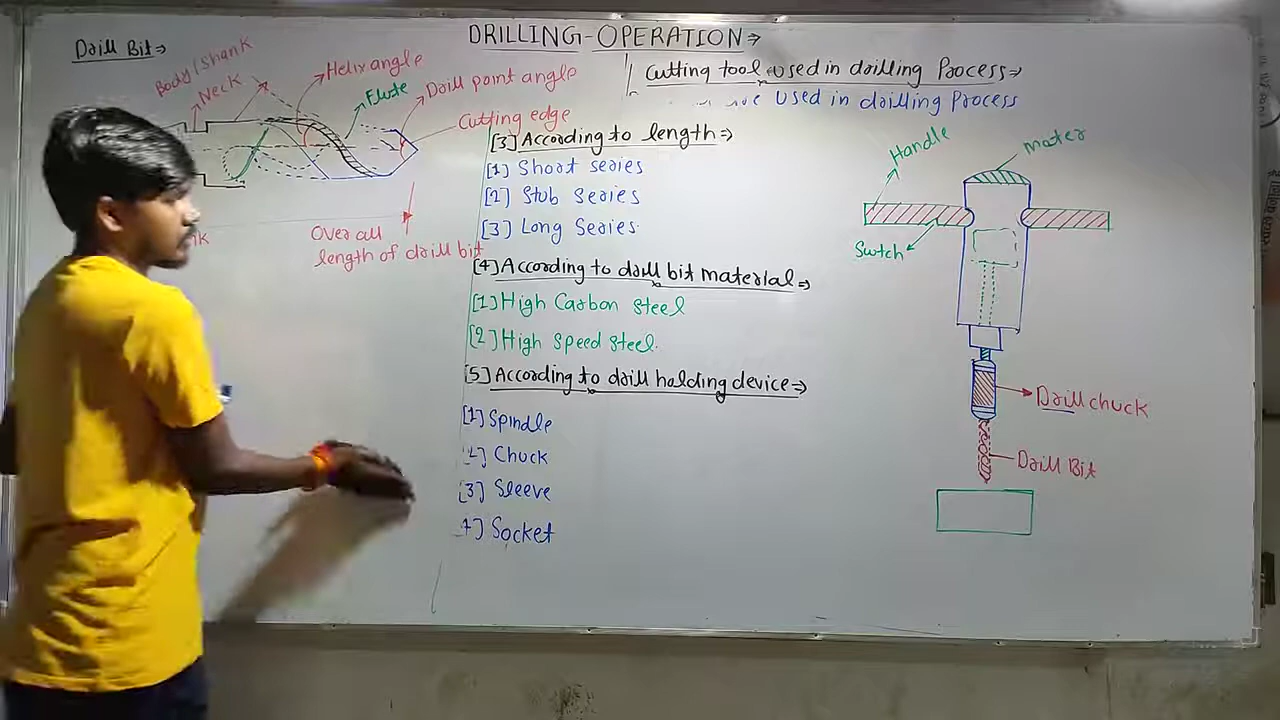 DRILLING-OPERATION⇒
Drill Bit⇒
Body/Shank
Neck
Helix angle
Flute
Drill point angle
Cutting edge
Over all
length of drill bit
Cutting tool used in drilling Process⇒
Used in drilling Process
[3] According to length⇒
[1] Short series
[2] Stub Series
[3] Long Series.
[4] According to drill bit material⇒
[1] High Carbon Steel
[2] High Speed Steel.
[5] According to drill holding device⇒
[1] Spindle
Chuck
[3] Sleeve
Socket
Handle
Moter
Swtch
Drill chuck
Drill Bit